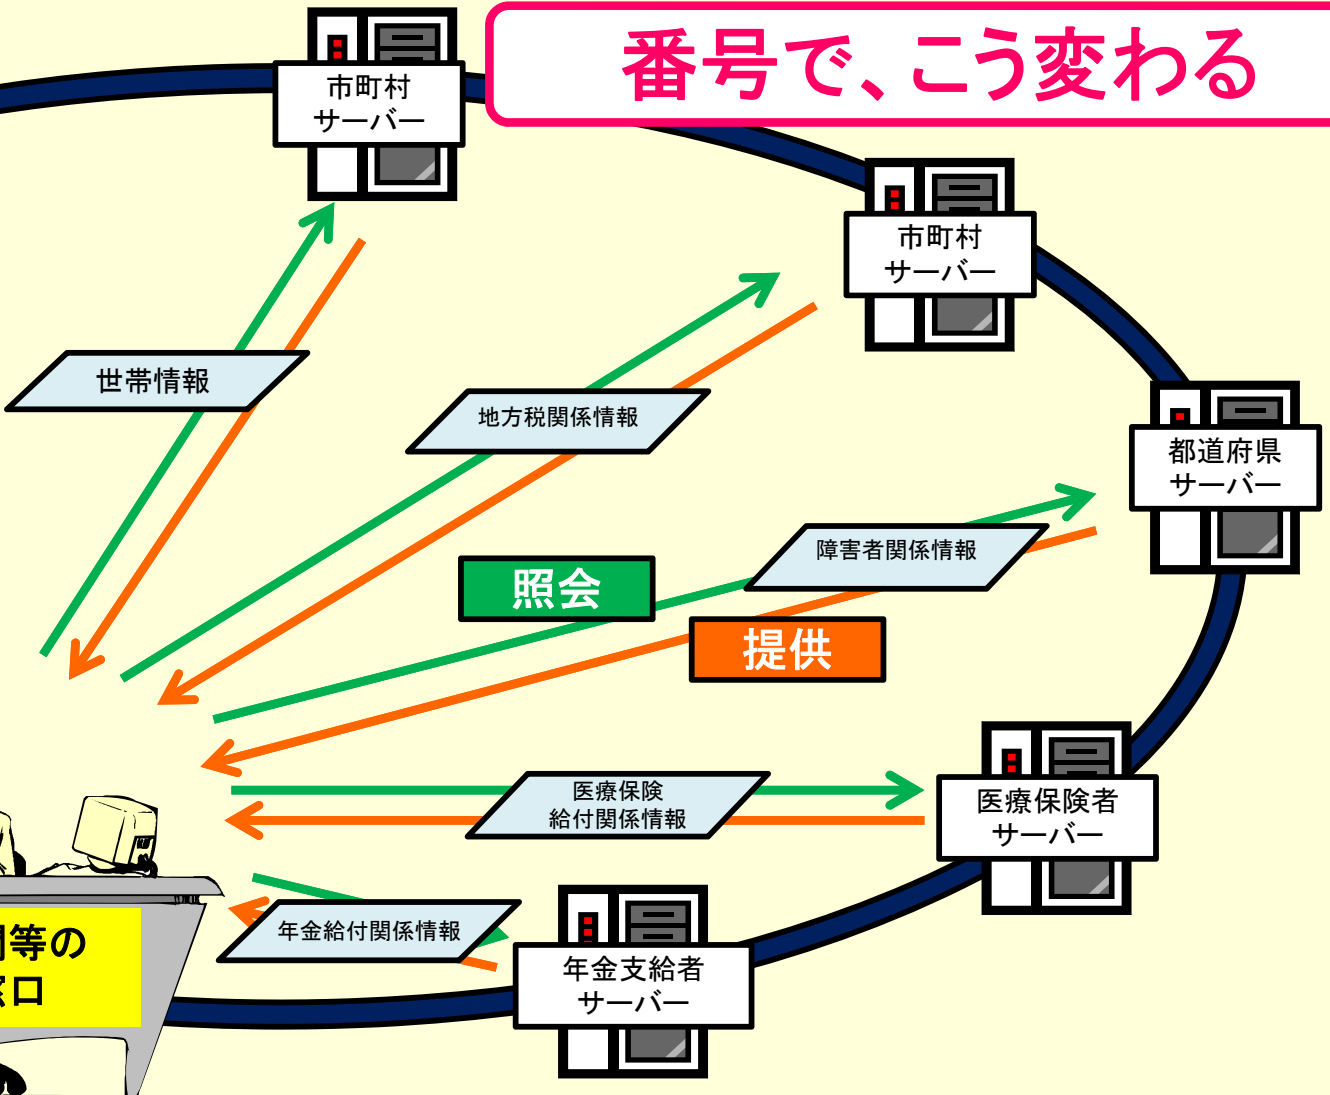 番号で、こう変わる
市町村
サーバー
市町村
サーバー
世帯情報
地方税関係情報
都道府県
サーバー
障害者関係情報
照会
提供
医療保険
給付関係情報
医療保険者
サーバー
年金給付関係情報
年金支給者
サーバー
等の
口